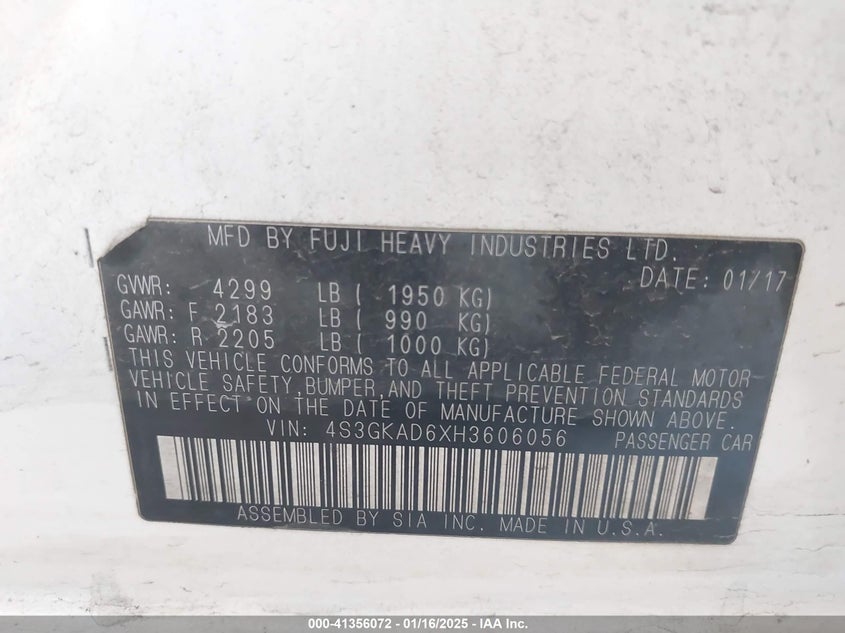 MFD BY FUJI HEAVY INDUSTRIES LTD.
DATE: 01/17
GVWR: 4299 LB ( 1950 KG)
GAWR: F 2183 LB ( 990 KG)
GAWR: R 2205 LB ( 1000 KG)
THIS VEHICLE CONFORMS TO ALL APPLICABLE FEDERAL MOTOR-
VEHICLE SAFETY, BUMPER, AND THEFT PREVENTION STANDARDS
IN EFFECT ON THE DATE OF MANUFACTURE SHOWN ABOVE.
VIN: 4S3GKAD6XH3606056 PASSENGER CAR
ASSEMBLED BY SIA INC. MADE IN U.S.A.
000-41356072 - 01/16/2025 - IAA Inc.